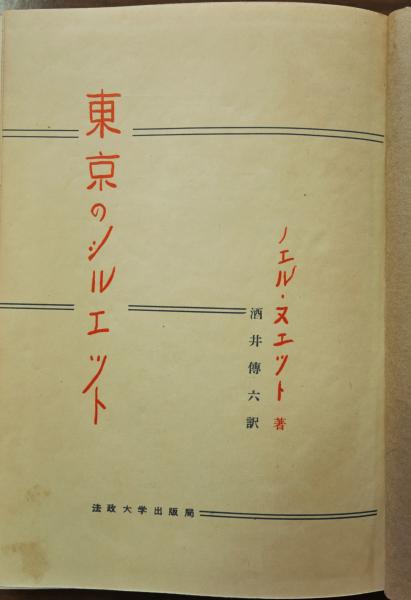 ノエル・ヌエット著
酒井傳六訳
東京のシルエット
法政大学出版局